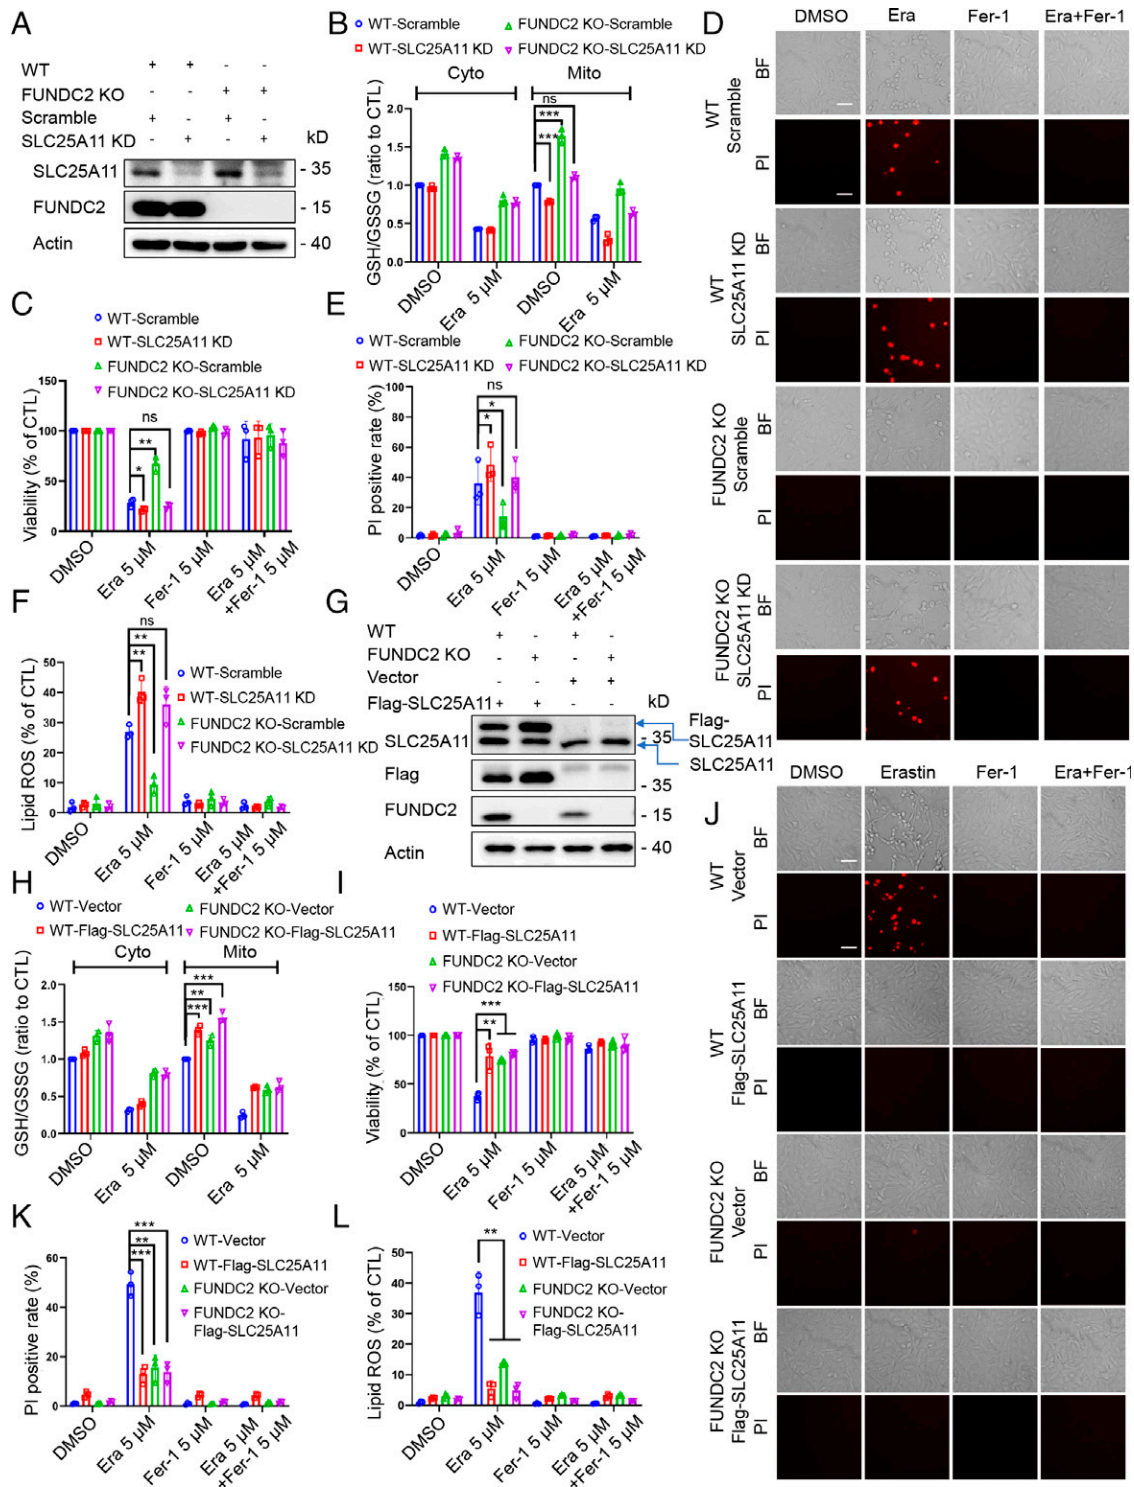 A
WT + + - -
FUNDC2 KO - - + +
Scramble + - + -
SLC25A11 KD - + - + kD
SLC25A11 - 35
FUNDC2 - 15
Actin - 40
B
WT-Scramble FUNDC2 KO-Scramble
WT-SLC25A11 KD FUNDC2 KO-SLC25A11 KD
Cyto Mito
GSH/GSSG (ratio to CTL)
2.0
1.5
1.0
0.5
0.0
ns
***
***
DMSO Era 5 μM DMSO Era 5 μM
C
WT-Scramble
WT-SLC25A11 KD
FUNDC2 KO-Scramble
FUNDC2 KO-SLC25A11 KD
Viability (% of CTL)
150
100
50
0
ns
**
*
DMSO Era 5 μM Fer-1 5 μM Era 5 μM
+Fer-1 5 μM
D
DMSO Era Fer-1 Era+Fer-1
WT
Scramble
BF
PI
WT
SLC25A11 KD
BF
PI
FUNDC2 KO
Scramble
BF
PI
FUNDC2 KO
SLC25A11 KD
BF
PI
E
WT-Scramble FUNDC2 KO-Scramble
WT-SLC25A11 KD FUNDC2 KO-SLC25A11 KD
PI positive rate (%)
100
80
60
40
20
0
ns
*
*
DMSO Era 5 μM Fer-1 5 μM Era 5 μM
+Fer-1 5 μM
F
WT-Scramble
WT-SLC25A11 KD
FUNDC2 KO-Scramble
FUNDC2 KO-SLC25A11 KD
Lipid ROS (% of CTL)
50
40
30
20
10
0
ns
**
**
DMSO Era 5 μM Fer-1 5 μM Era 5 μM
+Fer-1 5 μM
G
WT + - + -
FUNDC2 KO - + - +
Vector - - + +
Flag-SLC25A11 + + - - kD
SLC25A11 - 35
Flag-
SLC25A11
SLC25A11
Flag - 35
FUNDC2 - 15
Actin - 40
H
WT-Vector FUNDC2 KO-Vector
WT-Flag-SLC25A11 FUNDC2 KO-Flag-SLC25A11
Cyto Mito
GSH/GSSG (ratio to CTL)
2.0
1.5
1.0
0.5
0.0
***
**
***
DMSO Era 5 μM DMSO Era 5 μM
I
WT-Vector
WT-Flag-SLC25A11
FUNDC2 KO-Vector
FUNDC2 KO-Flag-SLC25A11
Viability (% of CTL)
150
100
50
0
***
**
DMSO Era 5 μM Fer-1 5 μM Era 5 μM
+Fer-1 5 μM
J
DMSO Erastin Fer-1 Era+Fer-1
WT
Vector
BF
PI
WT
Flag-SLC25A11
BF
PI
FUNDC2 KO
Vector
BF
PI
FUNDC2 KO
Flag-SLC25A11
BF
PI
K
WT-Vector
WT-Flag-SLC25A11
FUNDC2 KO-Vector
FUNDC2 KO-
Flag-SLC25A11
PI positive rate (%)
60
40
20
0
***
**
***
DMSO Era 5 μM Fer-1 5 μM Era 5 μM
+Fer-1 5 μM
L
WT-Vector
WT-Flag-SLC25A11
FUNDC2 KO-Vector
FUNDC2 KO-
Flag-SLC25A11
Lipid ROS (% of CTL)
50
40
30
20
10
0
**
DMSO Era 5 μM Fer-1 5 μM Era 5 μM
+Fer-1 5 μM